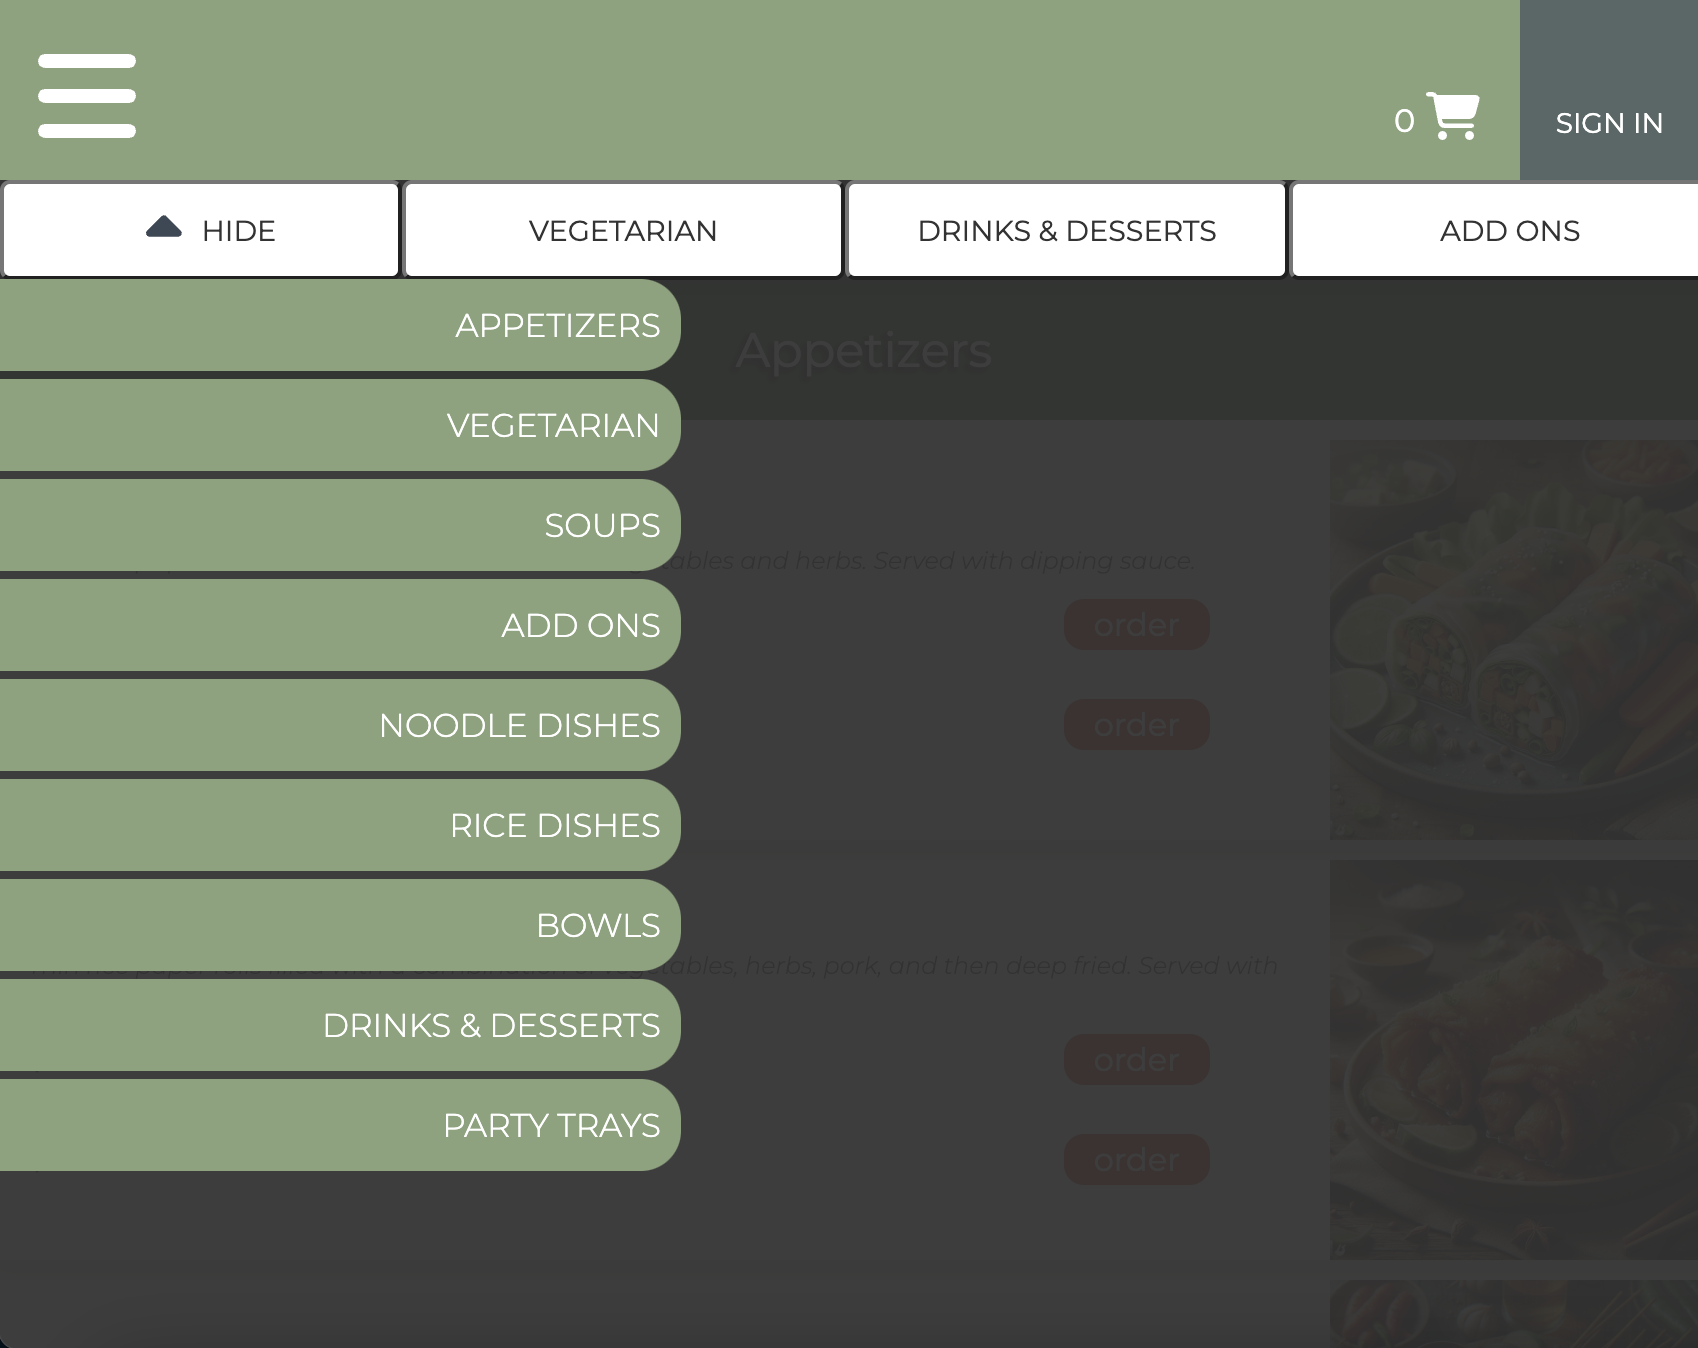 0
SIGN IN
HIDE
VEGETARIAN
DRINKS & DESSERTS
ADD ONS
APPETIZERS
Appetizers
VEGETARIAN
SOUPS
tables and herbs. Served with dipping sauce.
ADD ONS
order
NOODLE DISHES
order
RICE DISHES
BOWLS
tables, herbs, pork, and then deep fried. Served with
DRINKS & DESSERTS
order
PARTY TRAYS
order